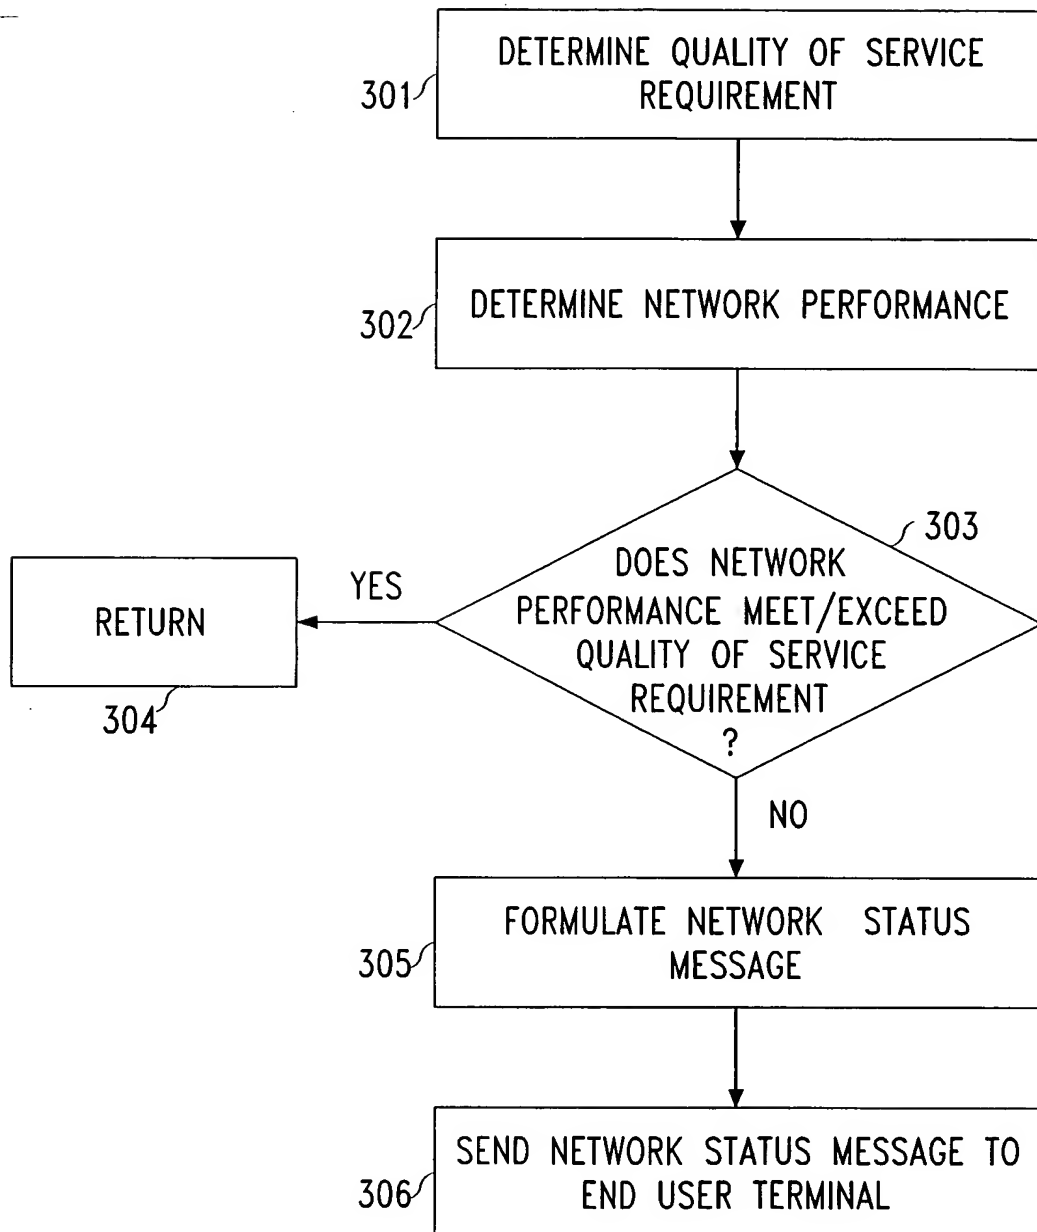 DETERMINE QUALITY OF SERVICE
REQUIREMENT
301
DETERMINE NETWORK PERFORMANCE
302
303
DOES NETWORK
PERFORMANCE MEET/EXCEED
QUALITY OF SERVICE
REQUIREMENT
?
YES
RETURN
304
NO
FORMULATE NETWORK STATUS
MESSAGE
305
SEND NETWORK STATUS MESSAGE TO
END USER TERMINAL
306